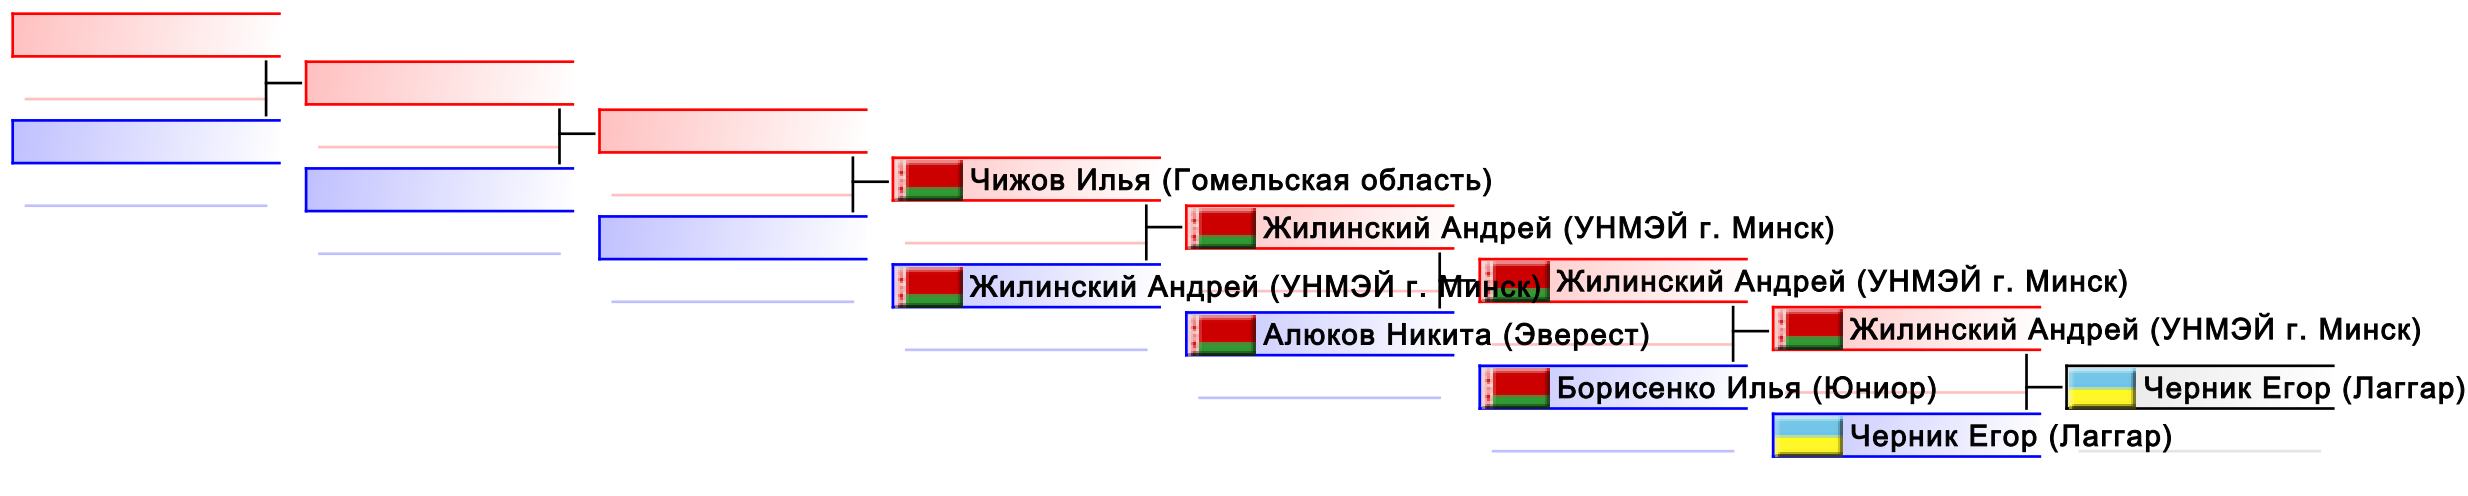 Чижов Илья (Гомельская область)
Жилинский Андрей (УНМЭЙ г. Минск)
Жилинский Андрей (УНМЭЙ г. Минск)
Жилинский Андрей (УНМЭЙ г. Минск)
Жилинский Андрей (УНМЭЙ г. Минск)
Алюков Никита (Эверест)
Борисенко Илья (Юниор)
Черник Егор (Лаггар)
Черник Егор (Лаггар)